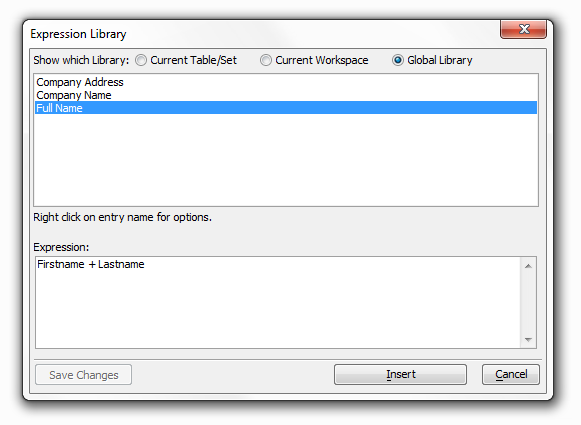 Expression Library
Show which Library: Current Table/Set Current Workspace Global Library
Company Address
Company Name
Full Name
Right click on entry name for options.
Expression:
Firstname + Lastname
Save Changes Insert Cancel